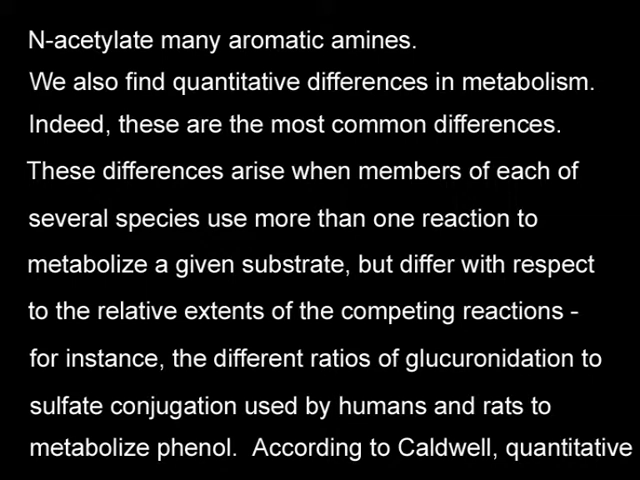 N-acetylate many aromatic amines.
We also find quantitative differences in metabolism.
Indeed, these are the most common differences.
These differences arise when members of each of
several species use more than one reaction to
metabolize a given substrate, but differ with respect
to the relative extents of the competing reactions -
for instance, the different ratios of glucuronidation to
sulfate conjugation used by humans and rats to
metabolize phenol.  According to Caldwell, quantitative